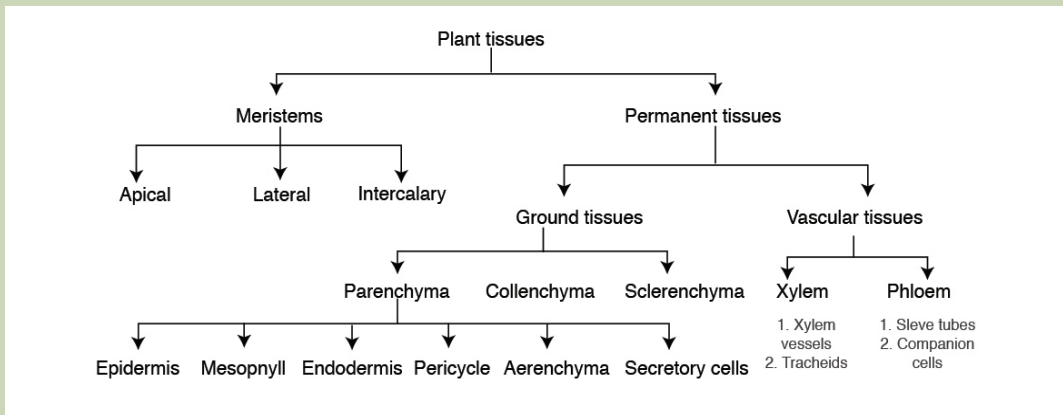 Plant tissues
Meristems
Permanent tissues
Apical
Lateral
Intercalary
Ground tissues
Vascular tissues
Parenchyma
Collenchyma
Sclerenchyma
Xylem
Phloem
1. Xylem
vessels
2. Tracheids
1. Sleve tubes
2. Companion
cells
Epidermis
Mesopnyll
Endodermis
Pericycle
Aerenchyma
Secretory cells